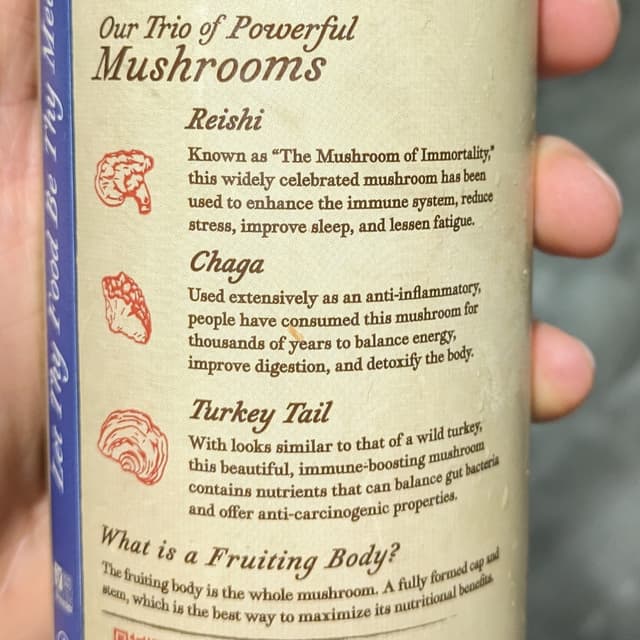 Our Trio of Powerful
Mushrooms
Reishi
Known as “The Mushroom of Immortality,”
this widely celebrated mushroom has been
used to enhance the immune system, reduce
stress, improve sleep, and lessen fatigue.
Chaga
Used extensively as an anti-inflammatory,
people have consumed this mushroom for
thousands of years to balance energy,
improve digestion, and detoxify the body.
Turkey Tail
With looks similar to that of a wild turkey,
this beautiful, immune-boosting mushroom
contains nutrients that can balance gut bacteria
and offer anti-carcinogenic properties.
What is a Fruiting Body?
The fruiting body is the whole mushroom. A fully formed cap and
stem, which is the best way to maximize its nutritional benefits.
Let Thy Food Be Thy